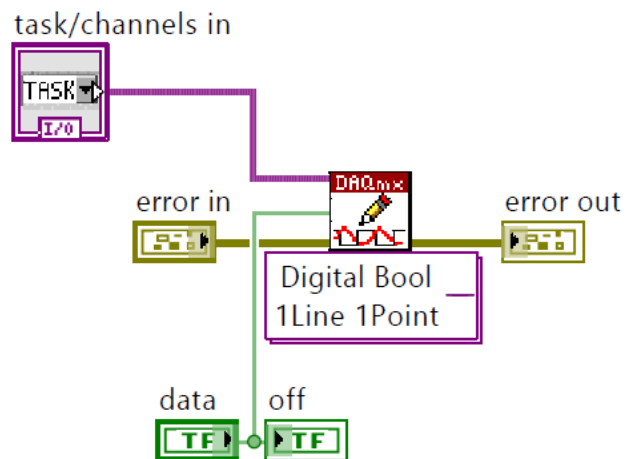 task/channels in
TASK
I/O
DAQmx
error in
error out
Digital Bool
1Line 1Point
data
off
TF
TF